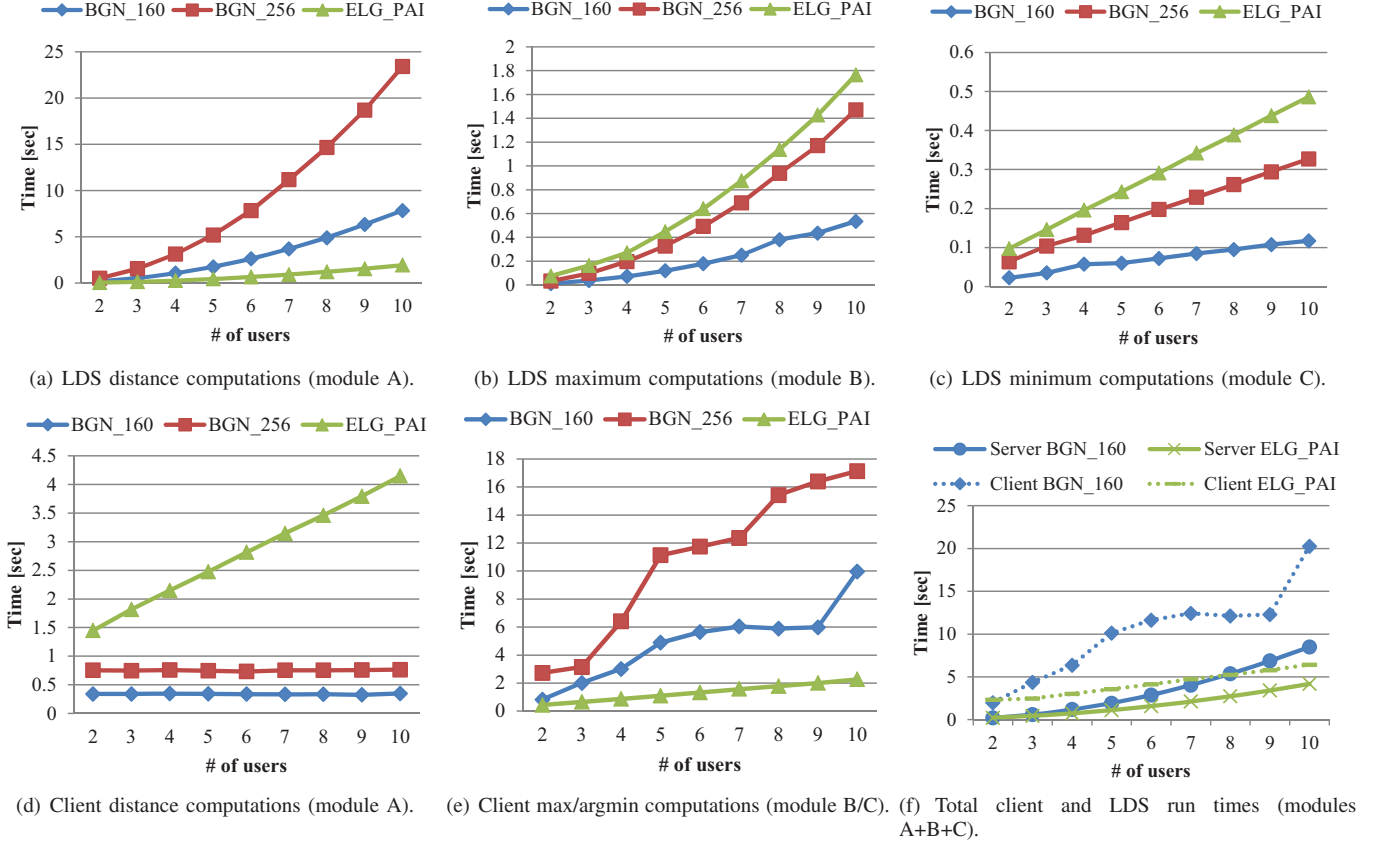 BGN_160 BGN_256 ELG_PAI
25
20
15
10
5
0
Time [sec]
2 3 4 5 6 7 8 9 10
# of users
(a) LDS distance computations (module A).
BGN_160 BGN_256 ELG_PAI
2
1.8
1.6
1.4
1.2
1
0.8
0.6
0.4
0.2
0
Time [sec]
2 3 4 5 6 7 8 9 10
# of users
(b) LDS maximum computations (module B).
BGN_160 BGN_256 ELG_PAI
0.6
0.5
0.4
0.3
0.2
0.1
0
Time [sec]
2 3 4 5 6 7 8 9 10
# of users
(c) LDS minimum computations (module C).
BGN_160 BGN_256 ELG_PAI
4.5
4
3.5
3
2.5
2
1.5
1
0.5
0
Time [sec]
2 3 4 5 6 7 8 9 10
# of users
(d) Client distance computations (module A).
BGN_160 BGN_256 ELG_PAI
18
16
14
12
10
8
6
4
2
0
Time [sec]
2 3 4 5 6 7 8 9 10
# of users
(e) Client max/argmin computations (module B/C).
Server BGN_160 Server ELG_PAI
Client BGN_160 Client ELG_PAI
25
20
15
10
5
0
Time [sec]
2 3 4 5 6 7 8 9 10
# of users
(f) Total client and LDS run times (modules
A+B+C).